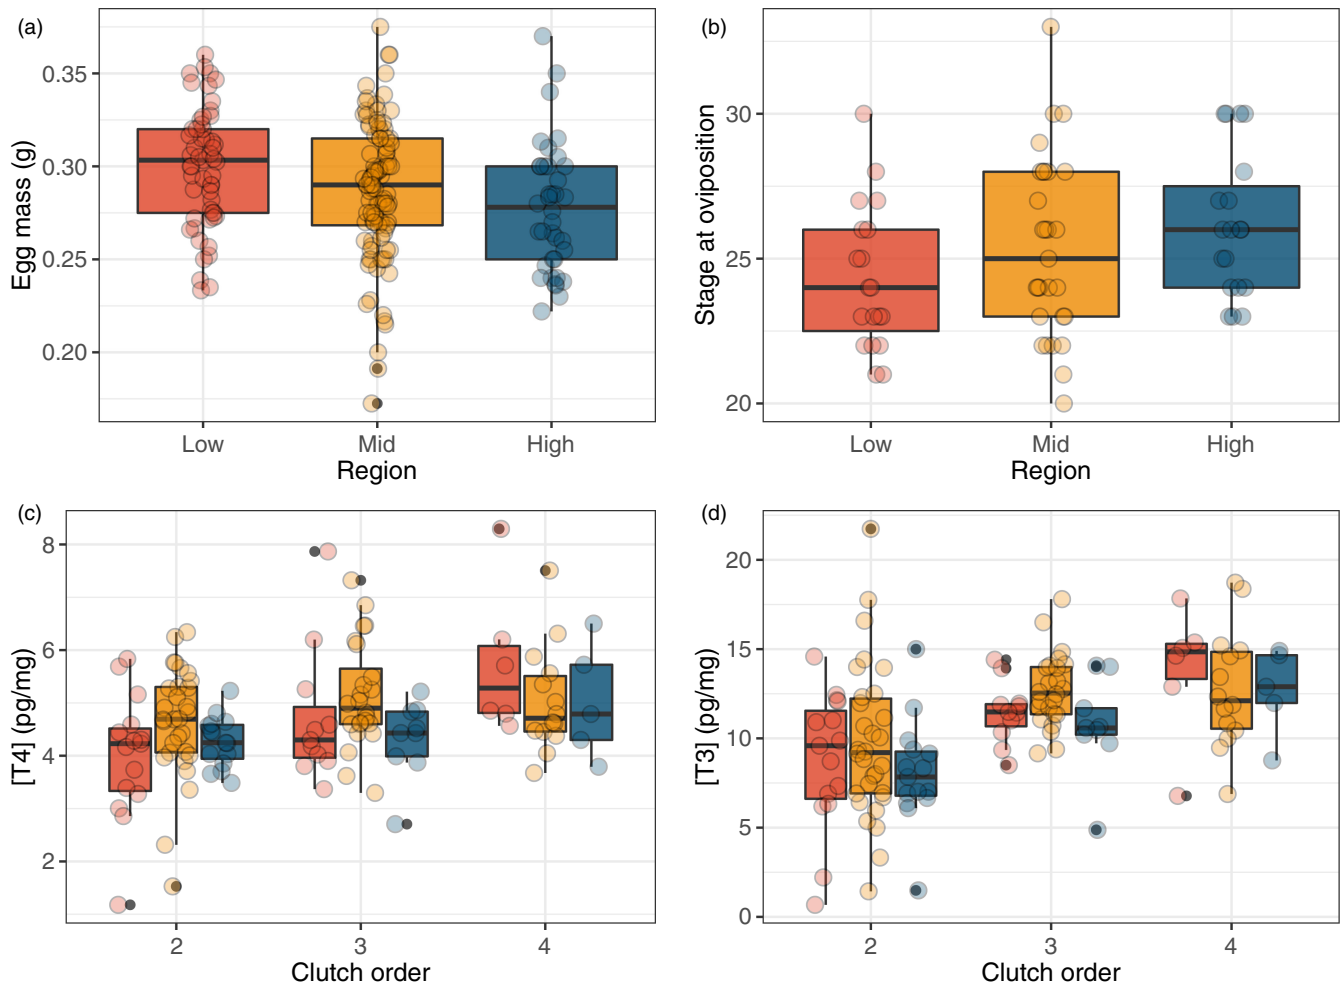 (a)
Egg mass (g)
0.35
0.30
0.25
0.20
Low Mid High
Region
(b)
Stage at oviposition
30
25
20
Low Mid High
Region
(c)
[T4] (pg/mg)
8
6
4
2
2 3 4
Clutch order
(d)
[T3] (pg/mg)
20
15
10
5
0
2 3 4
Clutch order